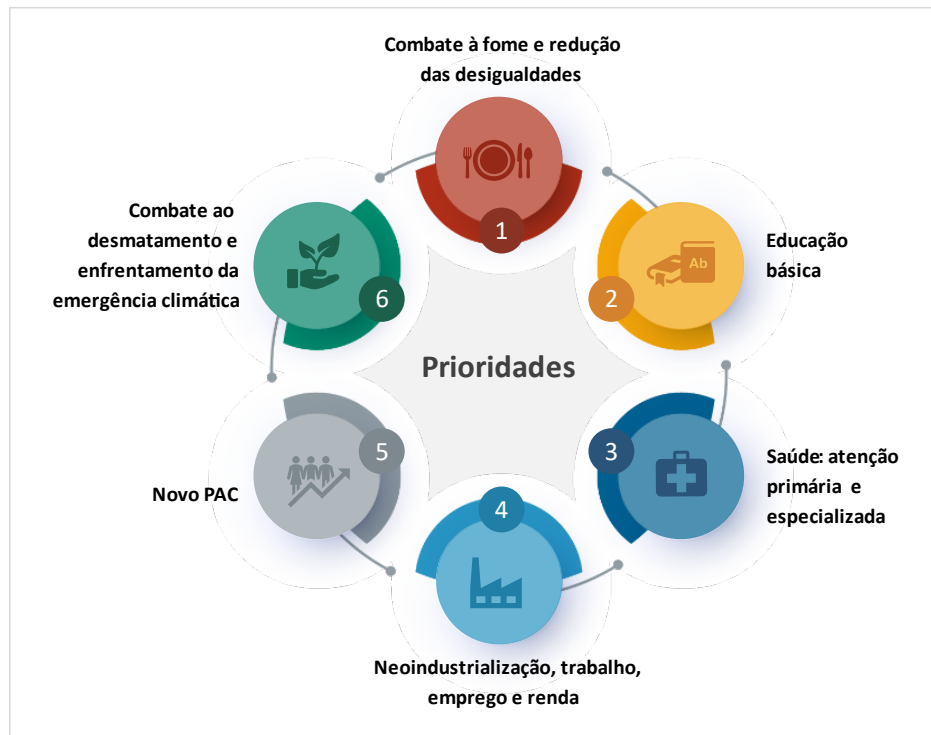 Combate à fome e redução
das desigualdades
1
Educação
básica
Ab
2
Saúde: atenção
primária e
especializada
3
4
Neoindustrialização, trabalho,
emprego e renda
5
Novo PAC
Combate ao
desmatamento e
enfrentamento da
emergência climática
6
Prioridades